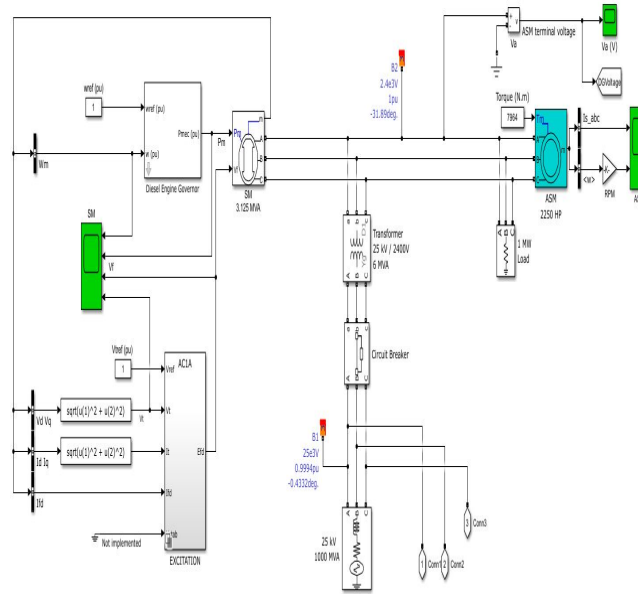 wref (pu)
1
wref (pu)
Pmec (pu)
w (pu)
Diesel Engine Governor
Wm
Pm
m
A
B
C
SM
3.125 MVA
B2
2.4e3V
1pu
-31.89deg.
v
Va
ASM terminal voltage
Va (V)
DGVoltage
Torque (N.m)
7964
Tm
m
A
B
C
ASM
2250 HP
Is_abc
<w>
-K-
RPM
SM
Vf
Transformer
25 kV / 2400V
6 MVA
A B C
1 MW
Load
Circuit Breaker
Vtref (pu)
1
AC1A
Vref
Vt
It
Ifd
Efd
stab
EXCITATION
Vd Vq
sqrt(u(1)^2 + u(2)^2)
Vt
Id Iq
sqrt(u(1)^2 + u(2)^2)
Ifd
Not implemented
B1
25e3V
0.9994pu
-0.4332deg.
A B C
25 kV
1000 MVA
1
Conn1
2
Conn2
3
Conn3